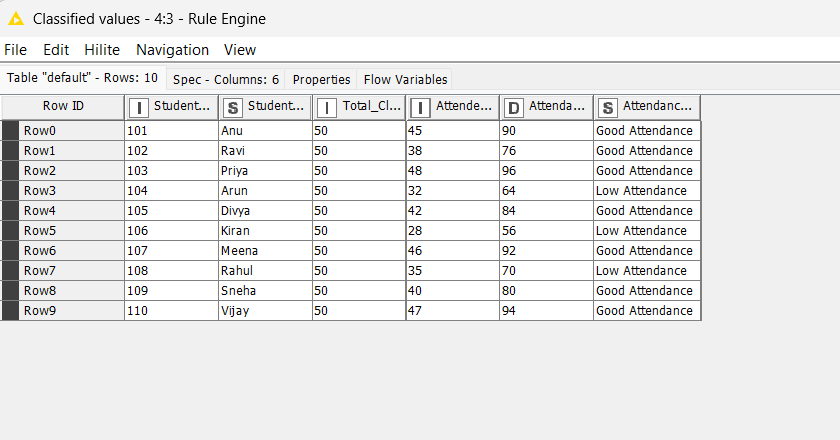 Classified values - 4:3 - Rule Engine
File Edit Hilite Navigation View
Table "default" - Rows: 10 Spec - Columns: 6 Properties Flow Variables
Row ID I Student... S Student... I Total_Cl... I Attende... D Attenda... S Attendanc...
Row0 101 Anu 50 45 90 Good Attendance
Row1 102 Ravi 50 38 76 Good Attendance
Row2 103 Priya 50 48 96 Good Attendance
Row3 104 Arun 50 32 64 Low Attendance
Row4 105 Divya 50 42 84 Good Attendance
Row5 106 Kiran 50 28 56 Low Attendance
Row6 107 Meena 50 46 92 Good Attendance
Row7 108 Rahul 50 35 70 Low Attendance
Row8 109 Sneha 50 40 80 Good Attendance
Row9 110 Vijay 50 47 94 Good Attendance